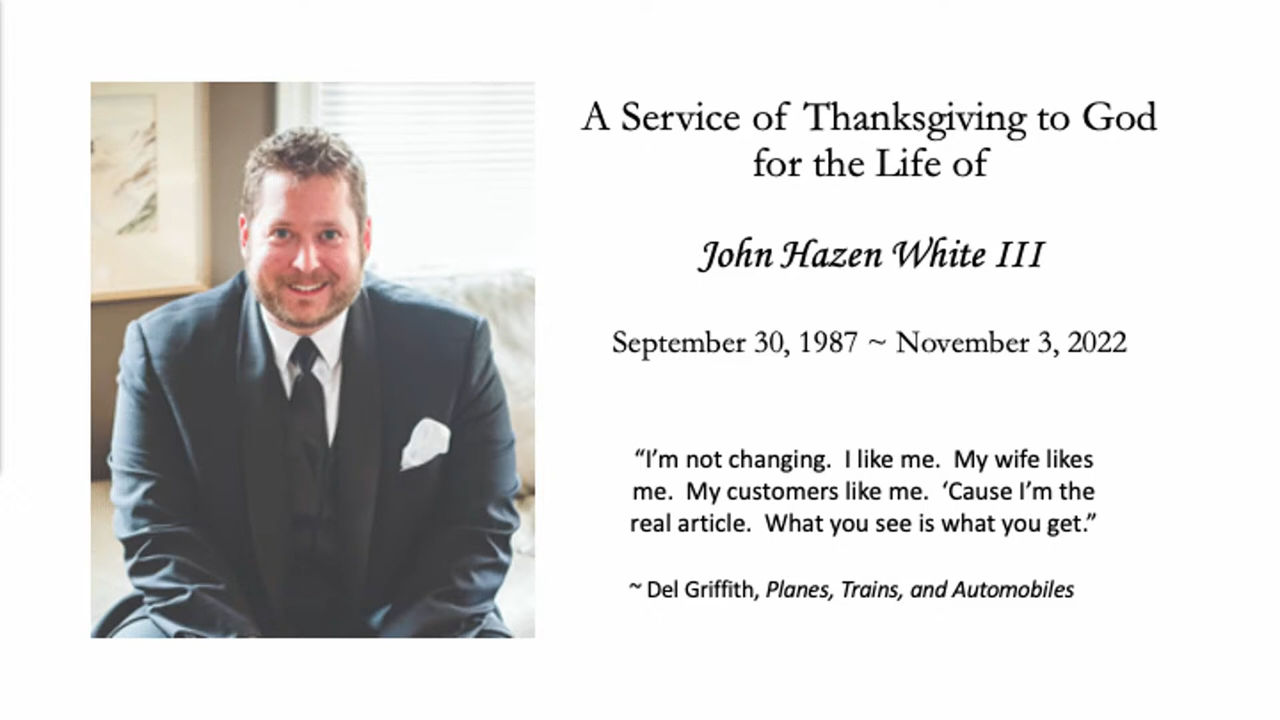 A Service of Thanksgiving to God
for the Life of
John Hazen White III
September 30, 1987 ~ November 3, 2022
“I’m not changing.  I like me.  My wife likes
me.  My customers like me.  ‘Cause I’m the
real article.  What you see is what you get.”
~ Del Griffith, Planes, Trains, and Automobiles